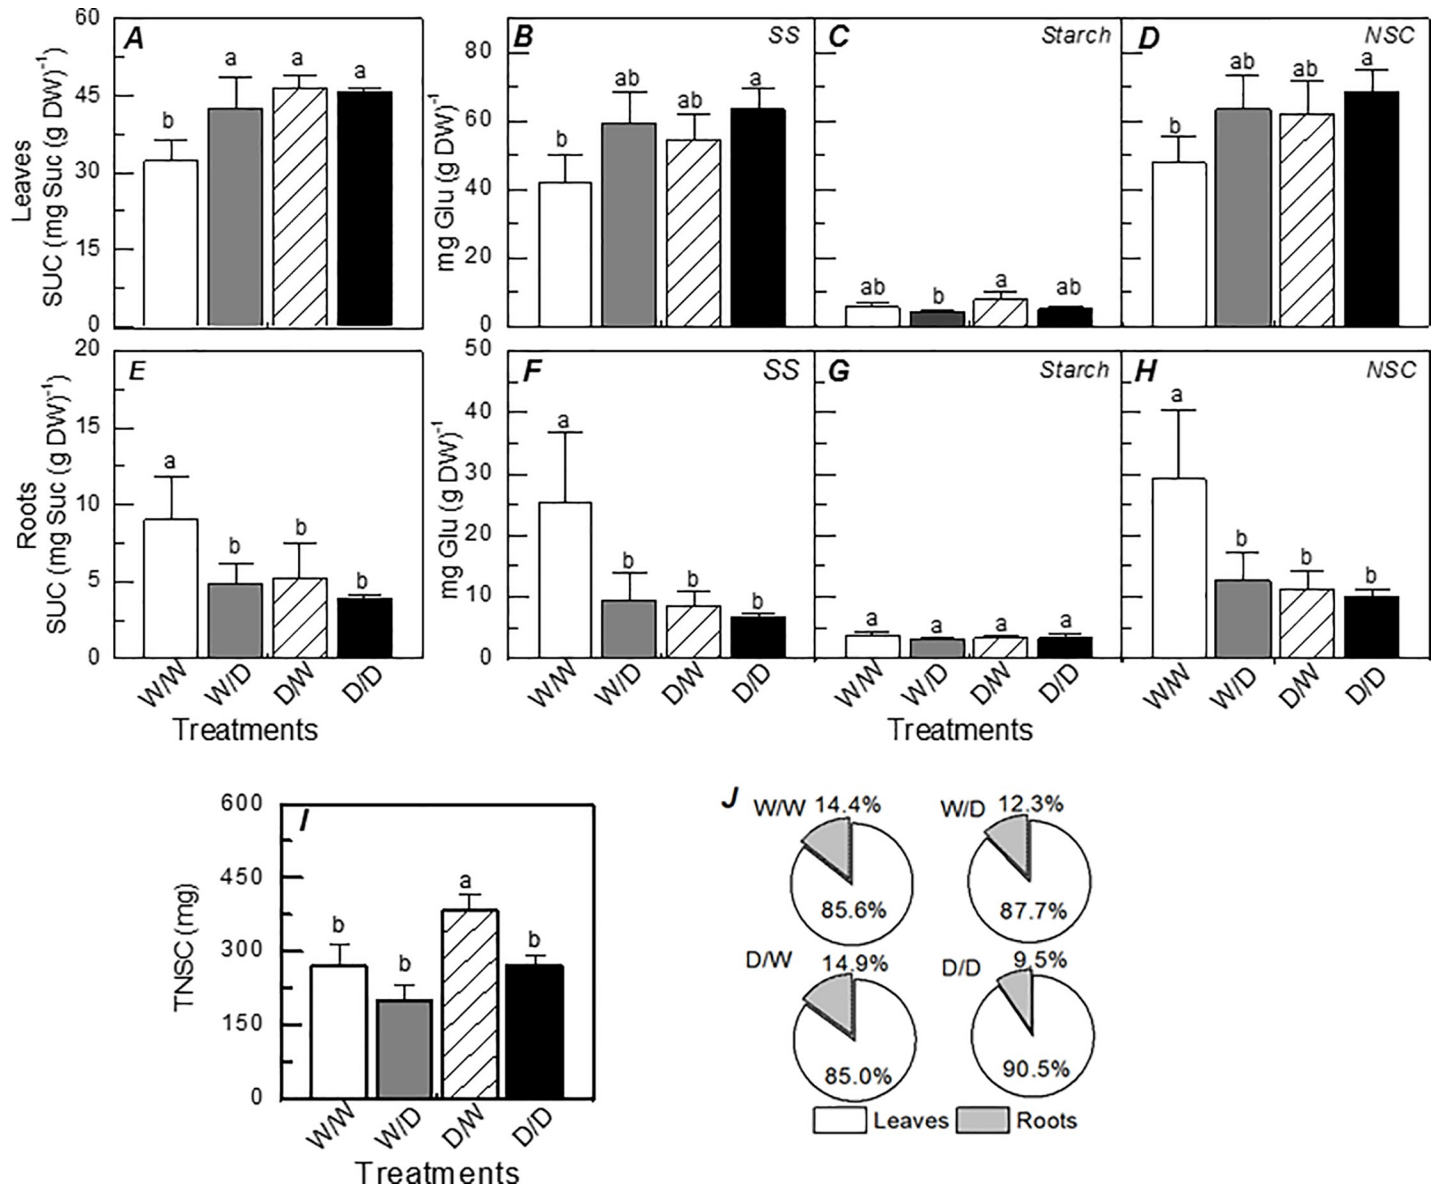 A
60
45
30
15
0
Leaves
SUC (mg Suc (g DW)⁻¹
b
a
a
a
B
SS
80
60
40
20
0
mg Glu (g DW)⁻¹
b
ab
ab
a
C
Starch
ab
b
a
ab
D
NSC
b
ab
ab
a
E
20
15
10
5
0
Roots
SUC (mg Suc (g DW)⁻¹
a
b
b
b
W/W W/D D/W D/D
Treatments
F
SS
50
40
30
20
10
0
mg Glu (g DW)⁻¹
a
b
b
b
W/W W/D D/W D/D
G
Starch
a
a
a
a
W/W W/D D/W D/D
Treatments
H
NSC
a
b
b
b
W/W W/D D/W D/D
I
600
450
300
150
0
TNSC (mg)
b
b
a
b
W/W W/D D/W D/D
Treatments
J
W/W 14.4%
85.6%
W/D 12.3%
87.7%
D/W 14.9%
85.0%
D/D 9.5%
90.5%
Leaves Roots